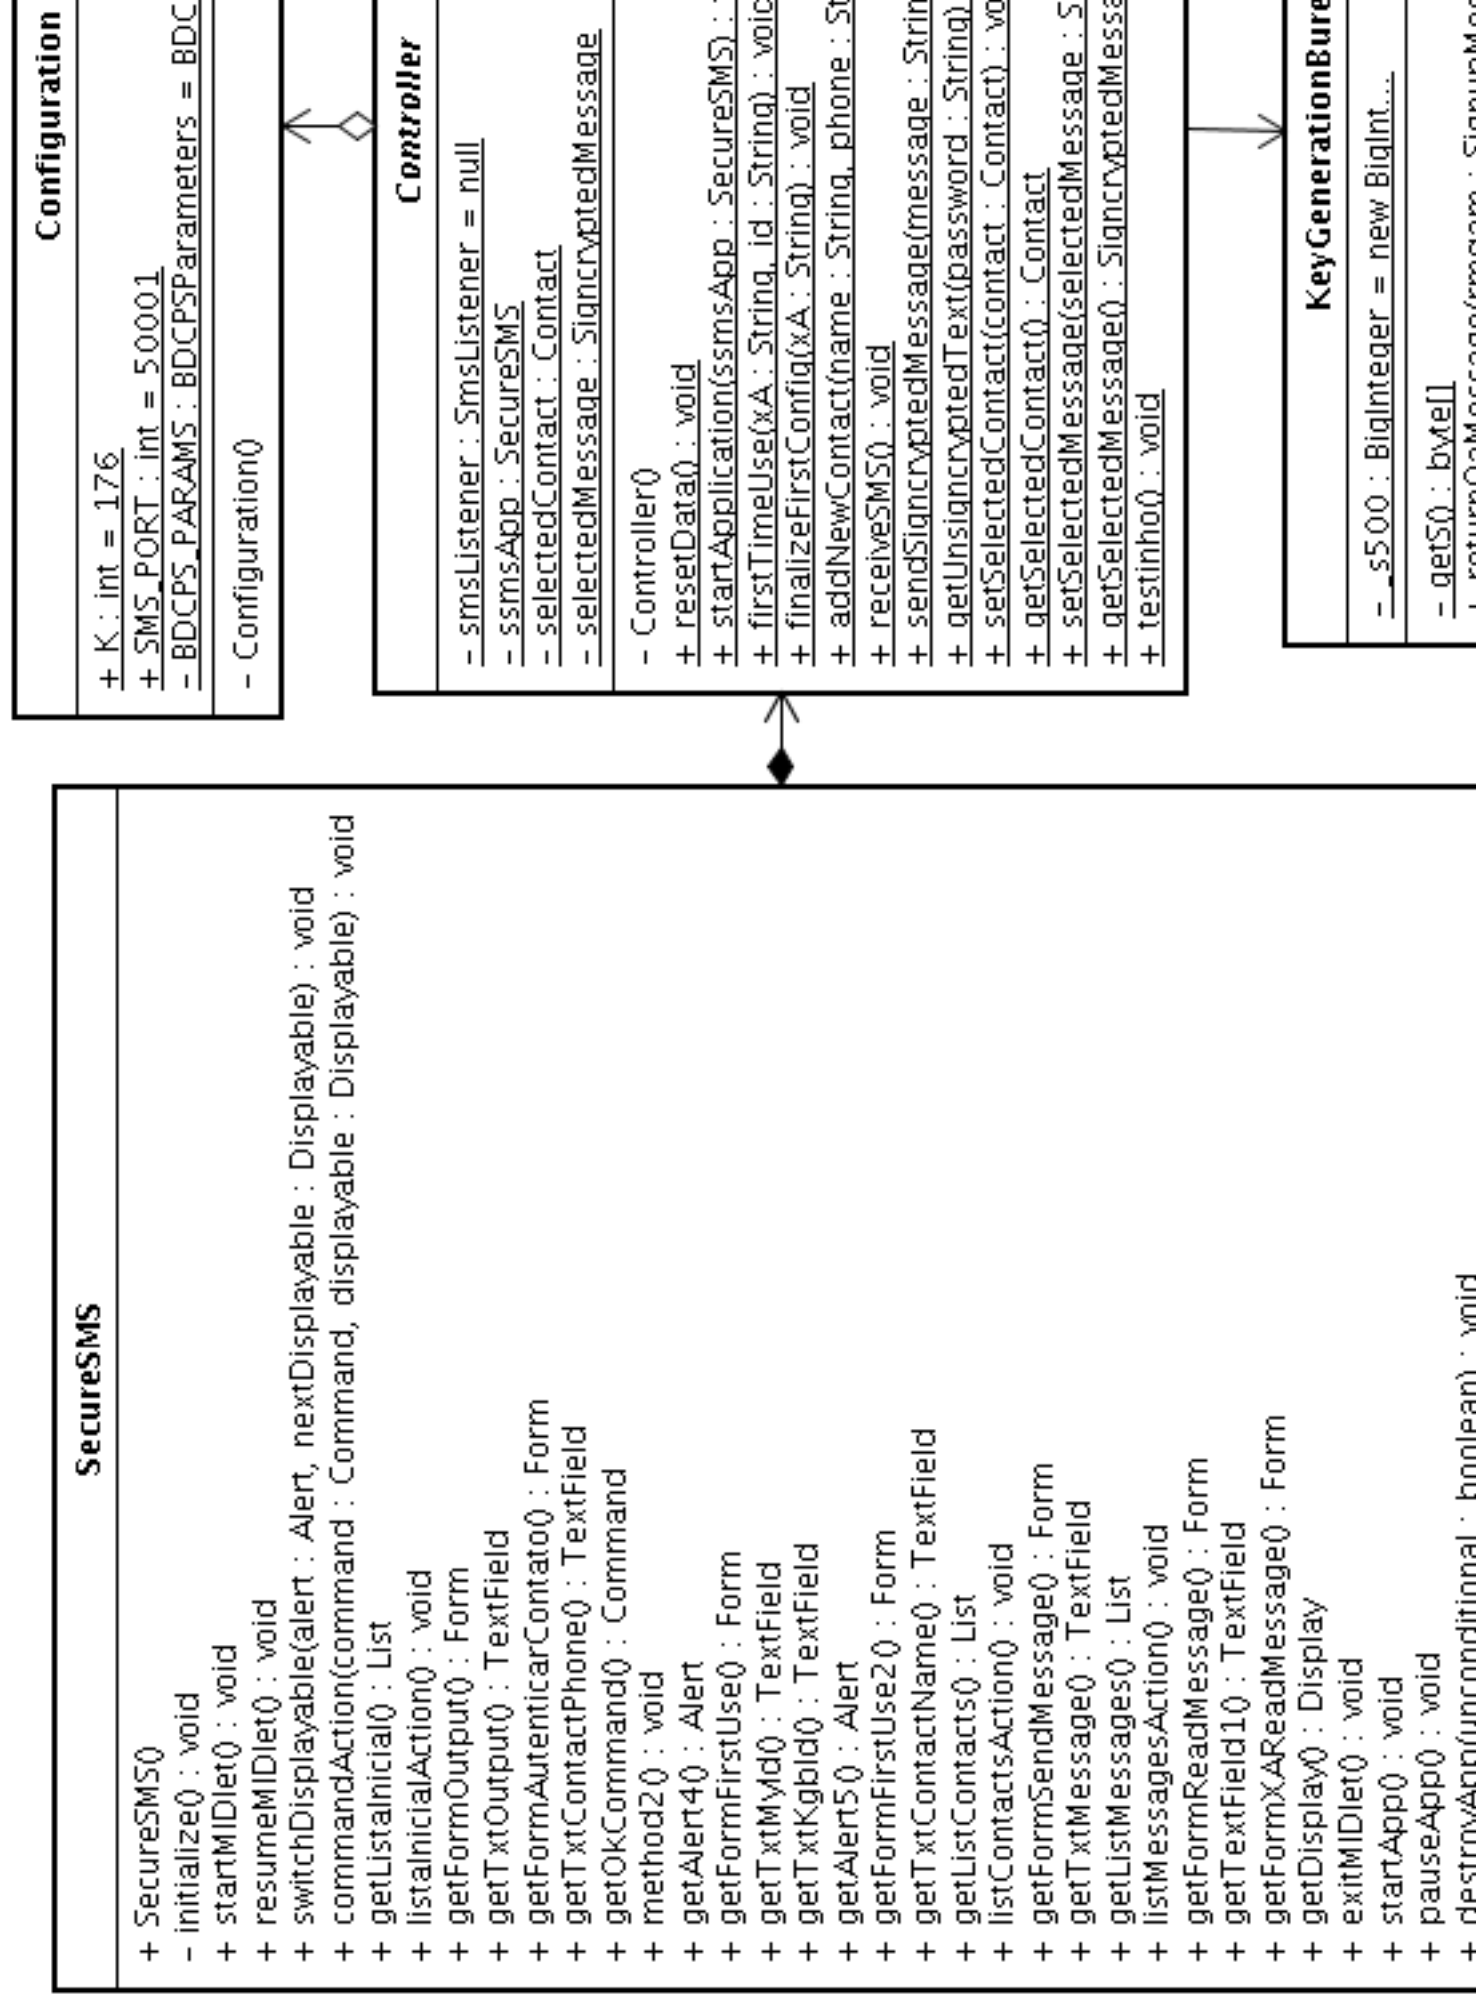 Configuration
+ K : int = 176
+ SMS_PORT : int = 50001
- BDCPS_PARAMS : BDCPSParameters = BDC
- Configuration()
Controller
- smsListener : SmsListener = null
- ssmsApp : SecureSMS
- selectedContact : Contact
- selectedMessage : SigncryptedMessage
- Controller()
+ resetData() : void
+ startApplication(ssmsApp : SecureSMS) :
+ firstTimeUse(xA : String, id : String) : void
+ finalizeFirstConfig(xA : String) : void
+ addNewContact(name : String, phone : St
+ receiveSMS() : void
+ sendSigncryptedMessage(message : Strin
+ getUnsigncryptedText(password : String)
+ setSelectedContact(contact : Contact) : vo
+ getSelectedContact() : Contact
+ setSelectedMessage(selectedMessage : S
+ getSelectedMessage() : SigncryptedMessa
+ testinho() : void
KeyGenerationBure
- _s500 : BigInteger = new BigInt...
- getS() : byte[]
SecureSMS
+ SecureSMS()
- initialize() : void
+ startMIDlet() : void
+ resumeMIDlet() : void
+ switchDisplayable(alert : Alert, nextDisplayable : Displayable) : void
+ commandAction(command : Command, displayable : Displayable) : void
+ getListaInicial() : List
+ listaInicialAction() : void
+ getFormOutput() : Form
+ getTxtOutput() : TextField
+ getFormAutenticarContato() : Form
+ getTxtContactPhone() : TextField
+ getOkCommand() : Command
+ method2() : void
+ getAlert4() : Alert
+ getFormFirstUse() : Form
+ getTxtMyId() : TextField
+ getTxtKgbId() : TextField
+ getAlert5() : Alert
+ getFormFirstUse2() : Form
+ getTxtContactName() : TextField
+ getListContacts() : List
+ listContactsAction() : void
+ getFormSendMessage() : Form
+ getTxtMessage() : TextField
+ getListMessages() : List
+ listMessagesAction() : void
+ getFormReadMessage() : Form
+ getTextField1() : TextField
+ getFormXAReadMessage() : Form
+ getDisplay() : Display
+ exitMIDlet() : void
+ startApp() : void
+ pauseApp() : void
+ destroyApp(unconditional : boolean) : void